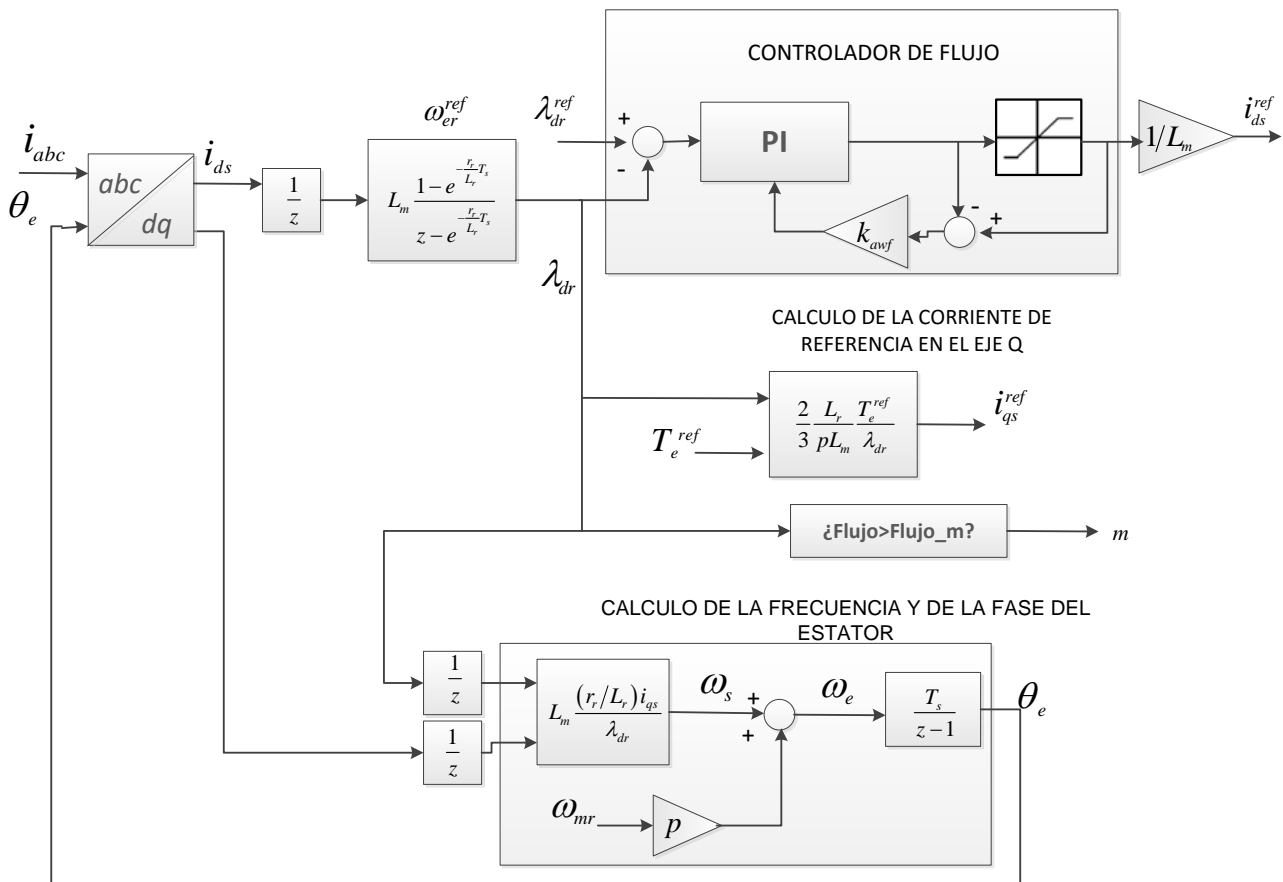 CONTROLADOR DE FLUJO
ω_er^ref
λ_dr^ref
i_ds^ref
i_abc
θ_e
abc
dq
i_ds
1/z
L_m (1 - e^(-(r_r/L_r)T_s))/(z - e^(-(r_r/L_r)T_s))
+
-
PI
1/L_m
-
+
k_awf
λ_dr
CALCULO DE LA CORRIENTE DE
REFERENCIA EN EL EJE Q
T_e^ref
2/3 L_r/(pL_m) T_e^ref/λ_dr
i_qs^ref
¿Flujo>Flujo_m?
m
CALCULO DE LA FRECUENCIA Y DE LA FASE DEL
ESTATOR
1/z
1/z
L_m ((r_r/L_r)i_qs)/λ_dr
ω_s
+
+
ω_e
T_s/(z-1)
θ_e
ω_mr
p